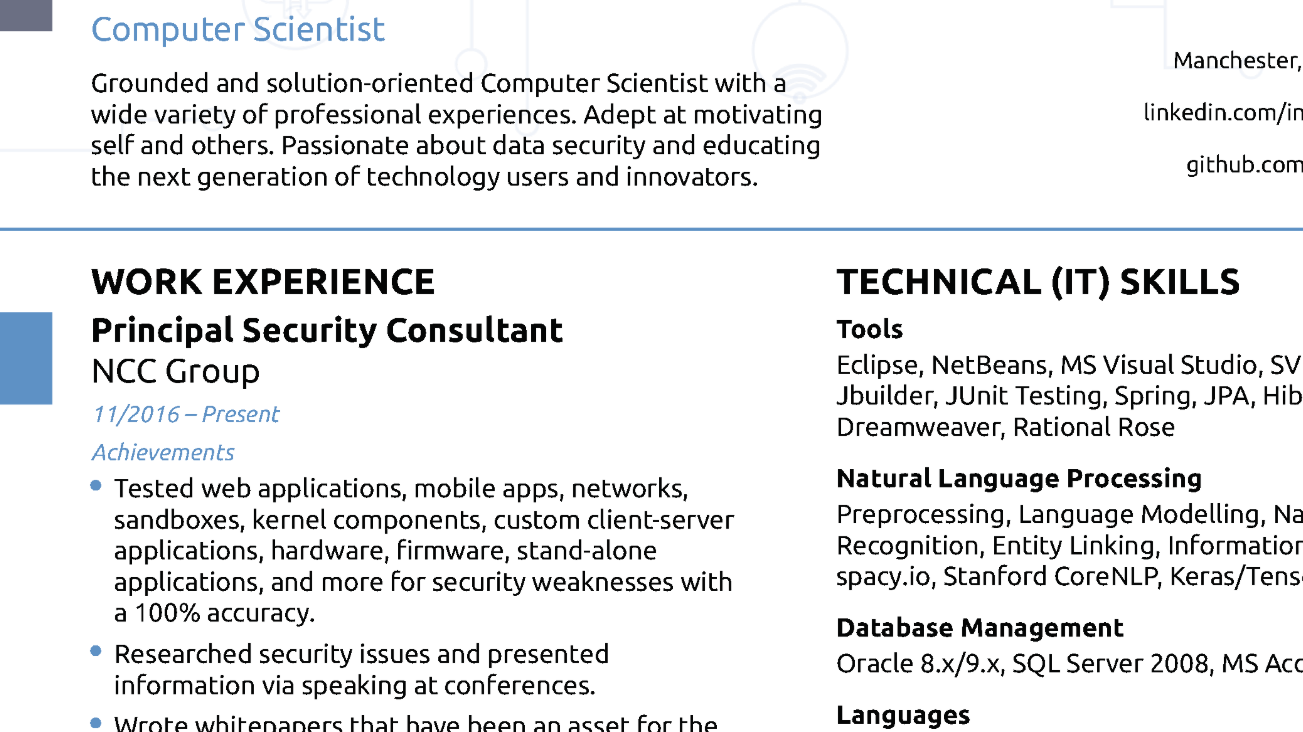 Computer Scientist
Grounded and solution-oriented Computer Scientist with a
wide variety of professional experiences. Adept at motivating
self and others. Passionate about data security and educating
the next generation of technology users and innovators.
Manchester,
linkedin.com/in
github.com
WORK EXPERIENCE
Principal Security Consultant
NCC Group
11/2016 – Present
Achievements
Tested web applications, mobile apps, networks,
sandboxes, kernel components, custom client-server
applications, hardware, firmware, stand-alone
applications, and more for security weaknesses with
a 100% accuracy.
Researched security issues and presented
information via speaking at conferences.
Wrote whitepapers that have been an asset for the
TECHNICAL (IT) SKILLS
Tools
Eclipse, NetBeans, MS Visual Studio, SV
Jbuilder, JUnit Testing, Spring, JPA, Hib
Dreamweaver, Rational Rose
Natural Language Processing
Preprocessing, Language Modelling, Na
Recognition, Entity Linking, Information
spacy.io, Stanford CoreNLP, Keras/Tens
Database Management
Oracle 8.x/9.x, SQL Server 2008, MS Acc
Languages